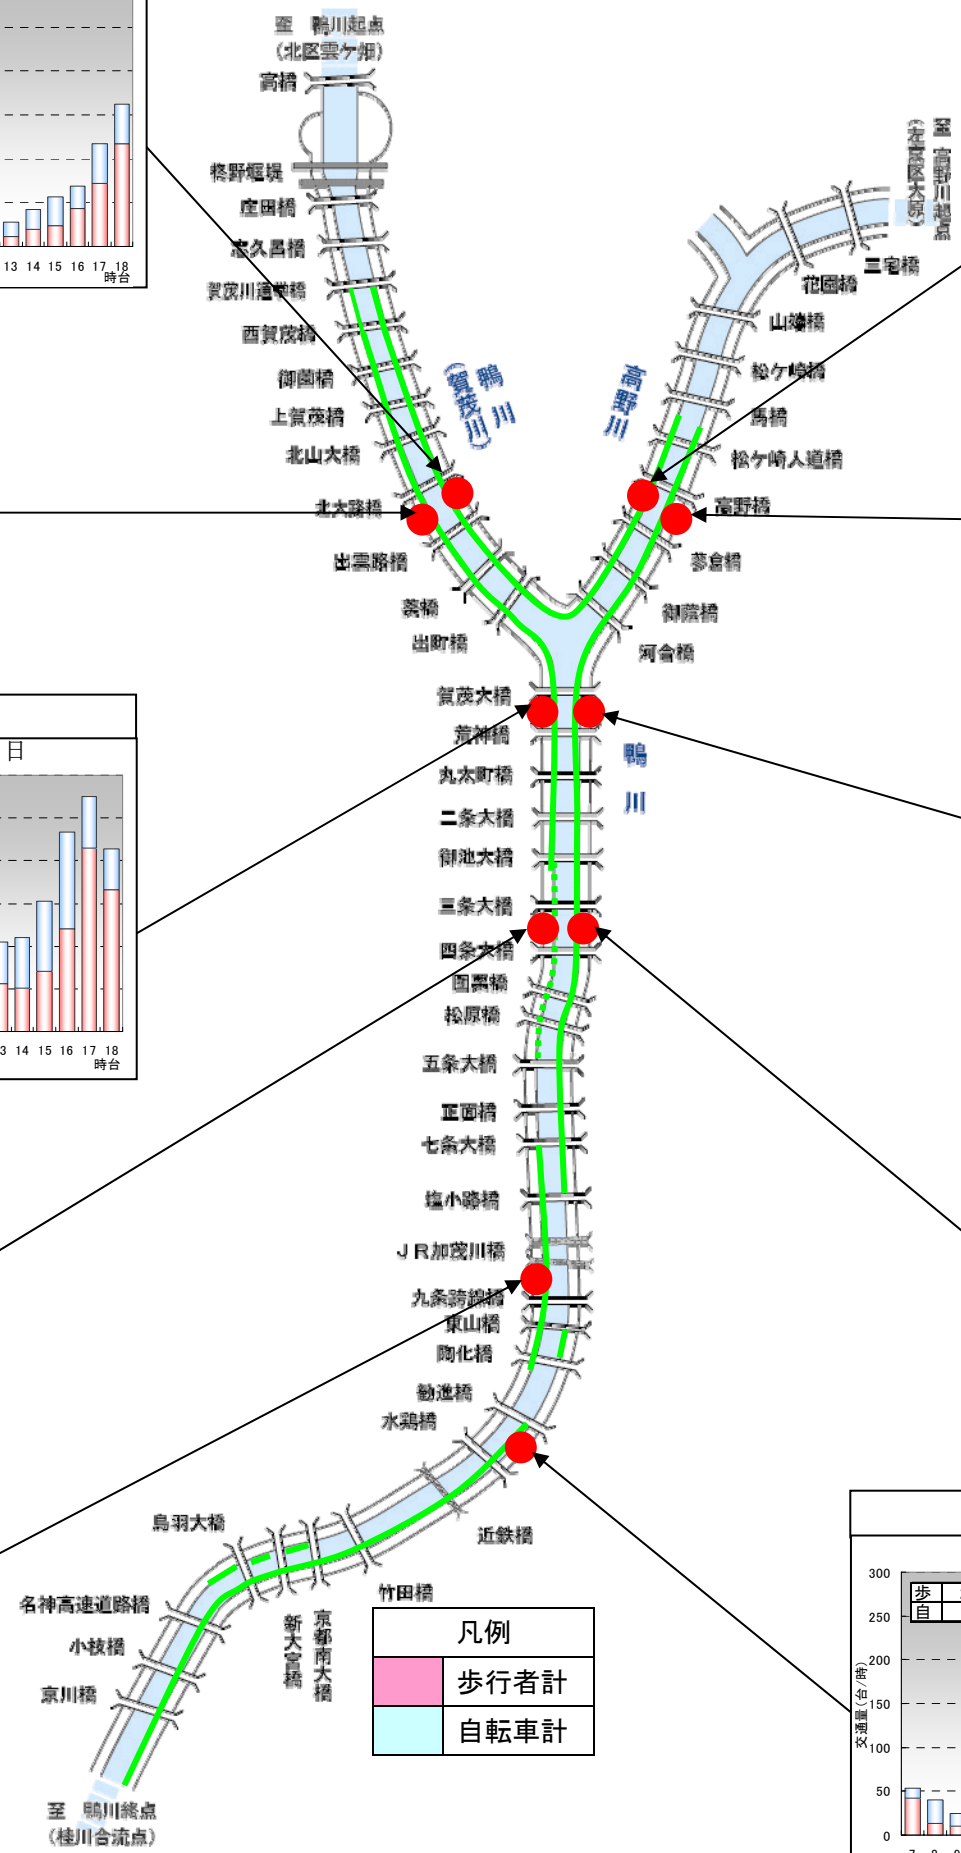 至　鴨川起点
（北区雲ケ畑）
高橋
柊野堰堤
庄田橋
志久呂橋
賀茂川通学橋
西賀茂橋
御薗橋
上賀茂橋
北山大橋
北大路橋
出雲路橋
葵橋
出町橋
鴨川
（賀茂川）
至　高野川起点
（左京区大原）
三宅橋
花園橋
山端橋
松ケ崎橋
馬橋
松ケ崎人道橋
高野橋
蓼倉橋
御蔭橋
河合橋
高野川
賀茂大橋
荒神橋
丸太町橋
二条大橋
御池大橋
三条大橋
四条大橋
団栗橋
松原橋
五条大橋
正面橋
七条大橋
塩小路橋
ＪＲ加茂川橋
九条跨線橋
東山橋
陶化橋
勧進橋
水鶏橋
鴨
川
近鉄橋
竹田橋
京都南大橋
新大宮橋
鳥羽大橋
名神高速道路橋
小枝橋
京川橋
至　鴨川終点
（桂川合流点）
13 14 15 16 17 18
時台
日
3 14 15 16 17 18
時台
凡例
歩行者計
自転車計
歩
自
交通量(台/時)
300
250
200
150
100
50
0